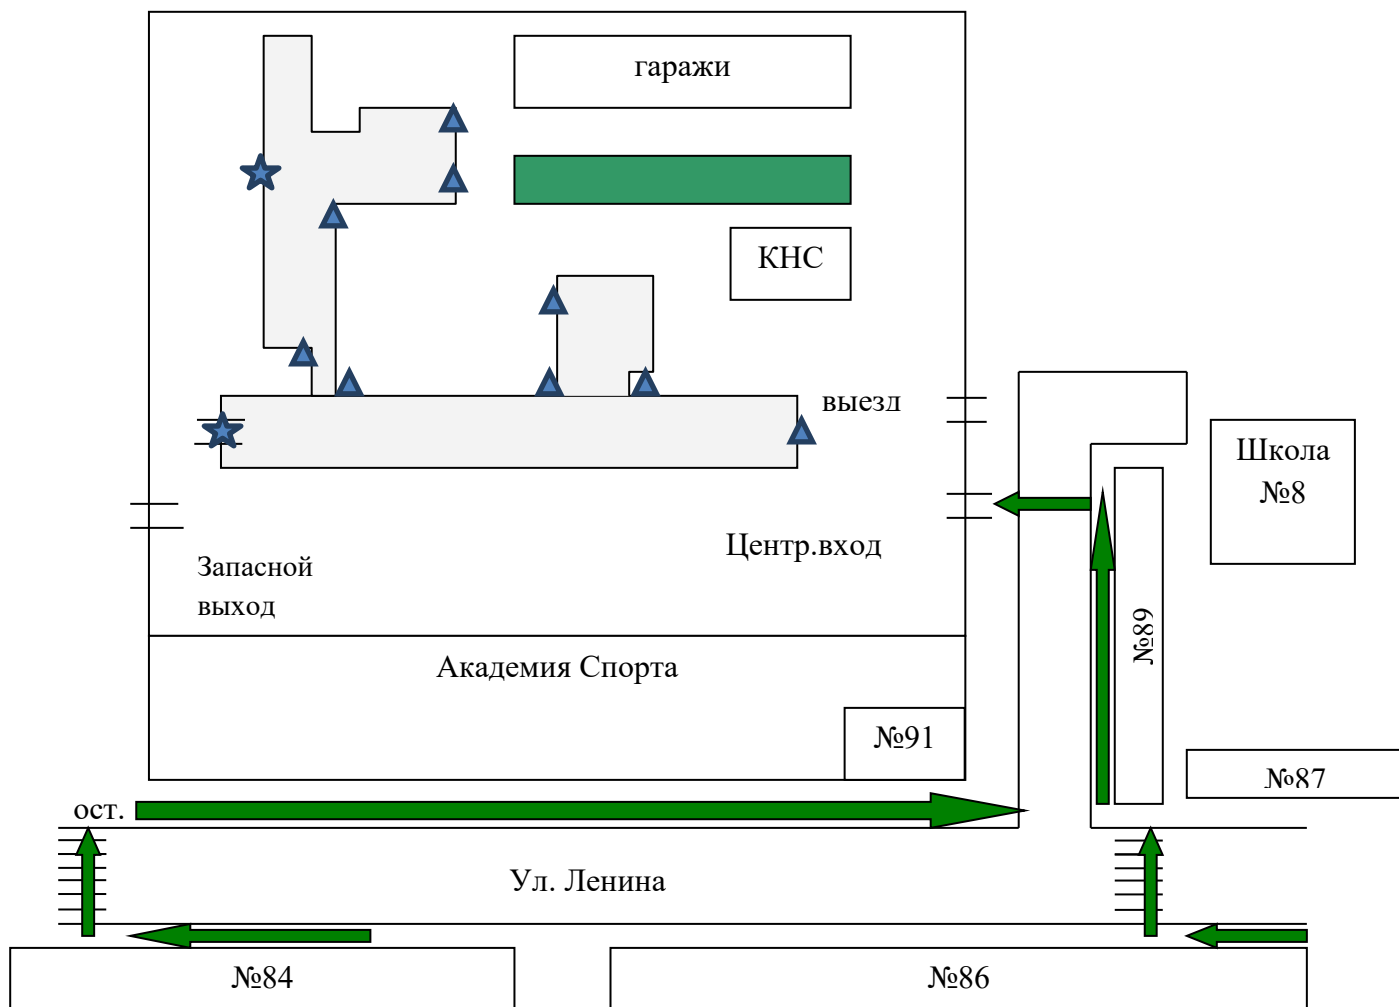 гаражи
КНС
выезд
Школа
№8
Центр.вход
Запасной
выход
№89
Академия Спорта
№91
№87
ост.
Ул. Ленина
№84
№86